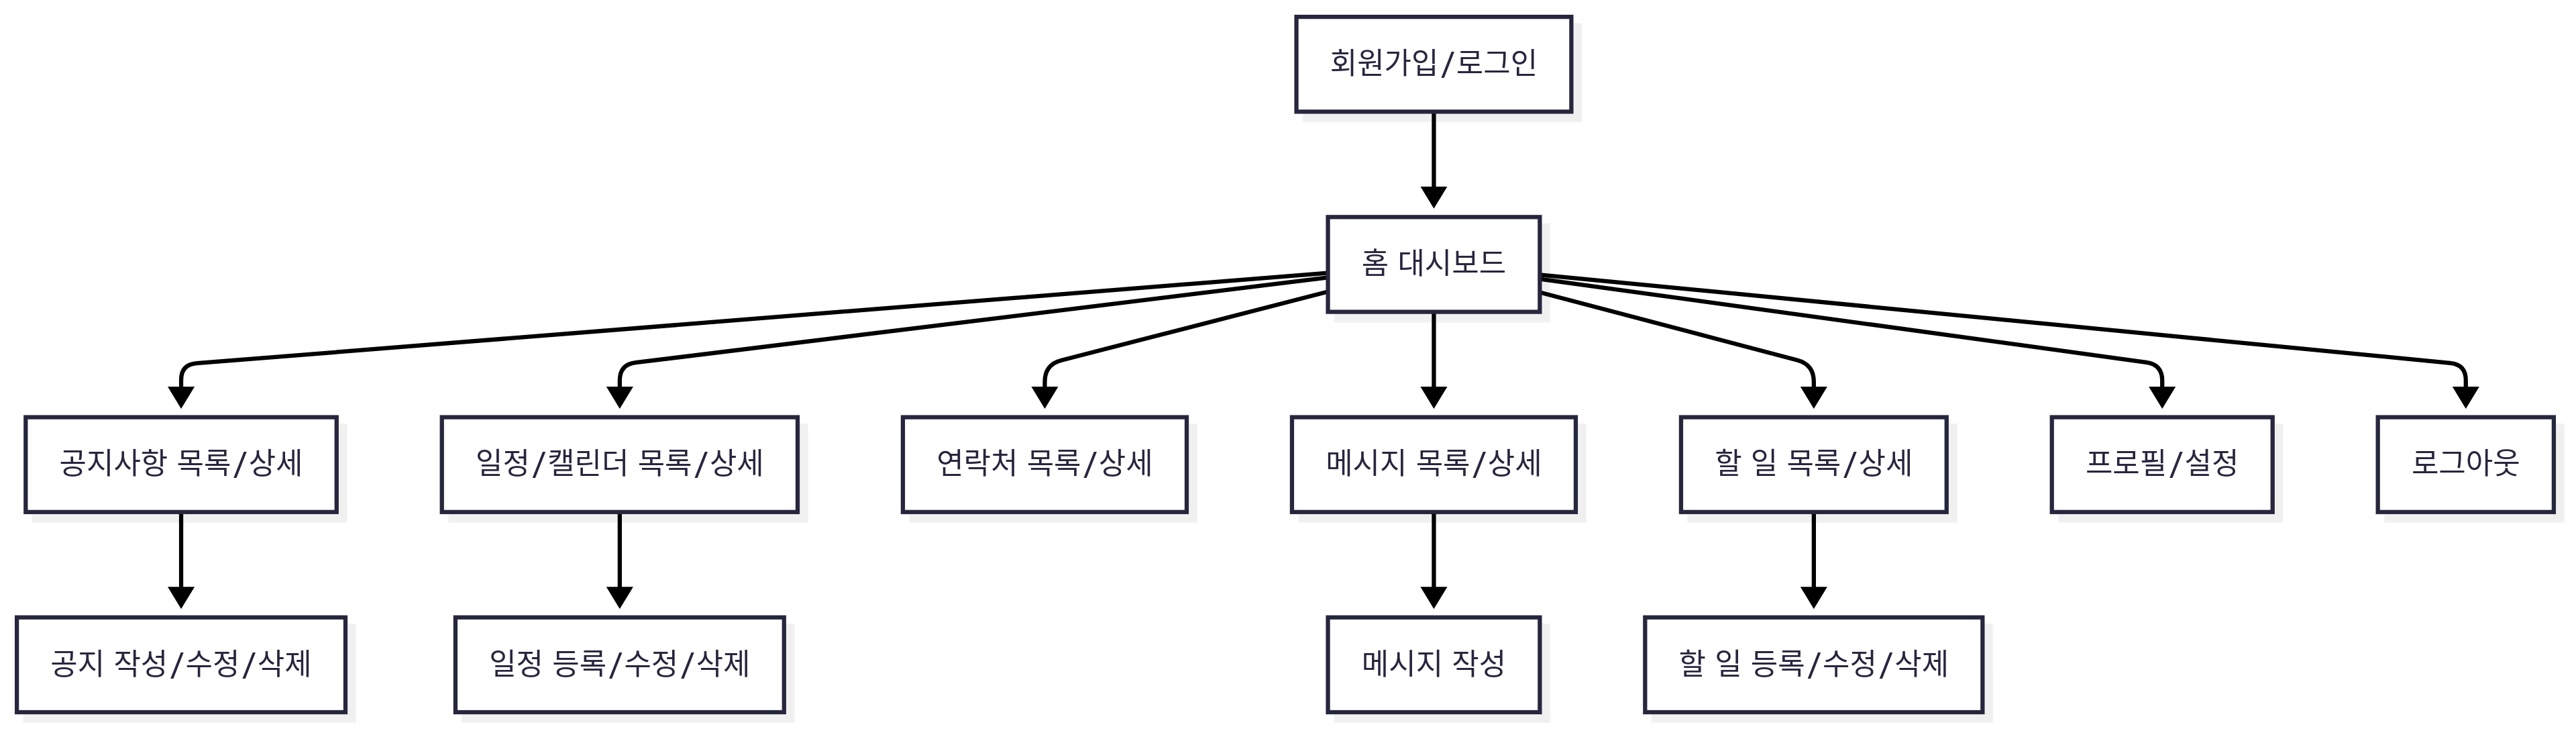 회원가입/로그인
홈 대시보드
공지사항 목록/상세
일정/캘린더 목록/상세
연락처 목록/상세
메시지 목록/상세
할 일 목록/상세
프로필/설정
로그아웃
공지 작성/수정/삭제
일정 등록/수정/삭제
메시지 작성
할 일 등록/수정/삭제